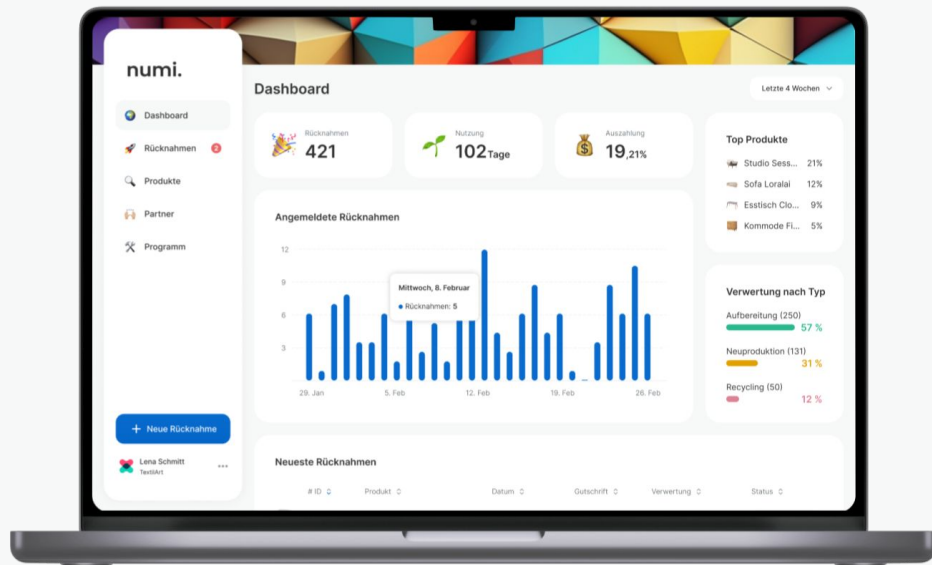 numi.
Dashboard
Rücknahmen 2
Produkte
Partner
Programm
+ Neue Rücknahme
Lena Schmitt
TextilArt
Dashboard
Letzte 4 Wochen
Rücknahmen
421
Nutzung
102 Tage
Auszahlung
19,21%
Angemeldete Rücknahmen
12
9
6
3
Mittwoch, 8. Februar
Rücknahmen: 5
29. Jan 5. Feb 12. Feb 19. Feb 26. Feb
Top Produkte
Studio Sess... 21%
Sofa Loralai 12%
Esstisch Clo... 9%
Kommode Fi... 5%
Verwertung nach Typ
Aufbereitung (250)
57 %
Neuproduktion (131)
31 %
Recycling (50)
12 %
Neueste Rücknahmen
# ID Produkt Datum Gutschrift Verwertung Status